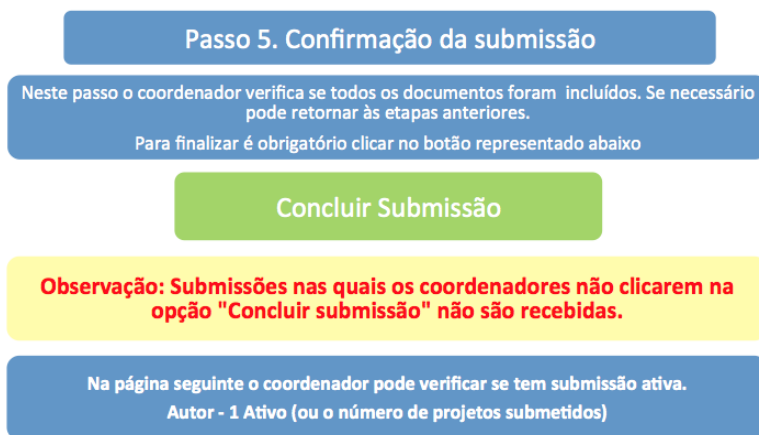 Passo 5. Confirmação da submissão
Neste passo o coordenador verifica se todos os documentos foram incluídos. Se necessário
pode retornar às etapas anteriores.
Para finalizar é obrigatório clicar no botão representado abaixo
Concluir Submissão
Observação: Submissões nas quais os coordenadores não clicarem na
opção "Concluir submissão" não são recebidas.
Na página seguinte o coordenador pode verificar se tem submissão ativa.
Autor - 1 Ativo (ou o número de projetos submetidos)